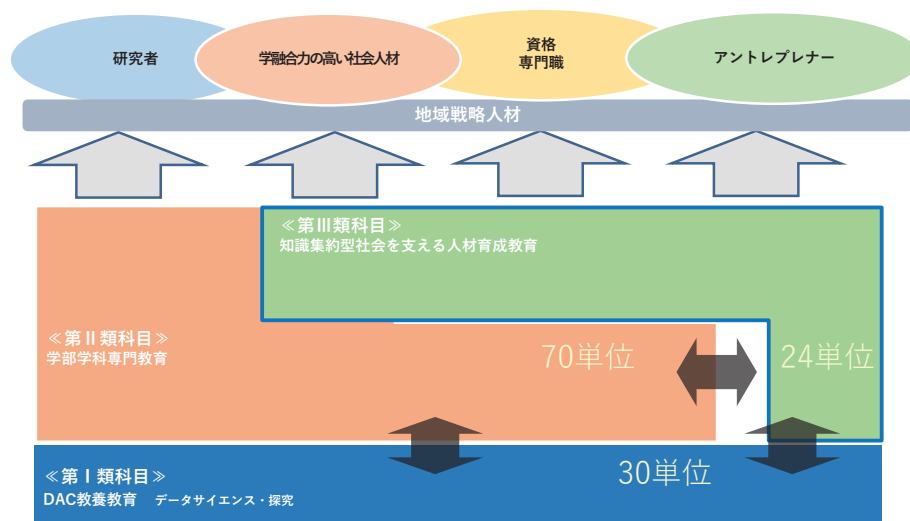 研究者
学融合力の高い社会人材
資格
専門職
アントレプレナー
地域戦略人材
≪第Ⅲ類科目≫
知識集約型社会を支える人材育成教育
≪第Ⅱ類科目≫
学部学科専門教育
70単位
24単位
≪第Ⅰ類科目≫
DAC教養教育 データサイエンス・探究
30単位